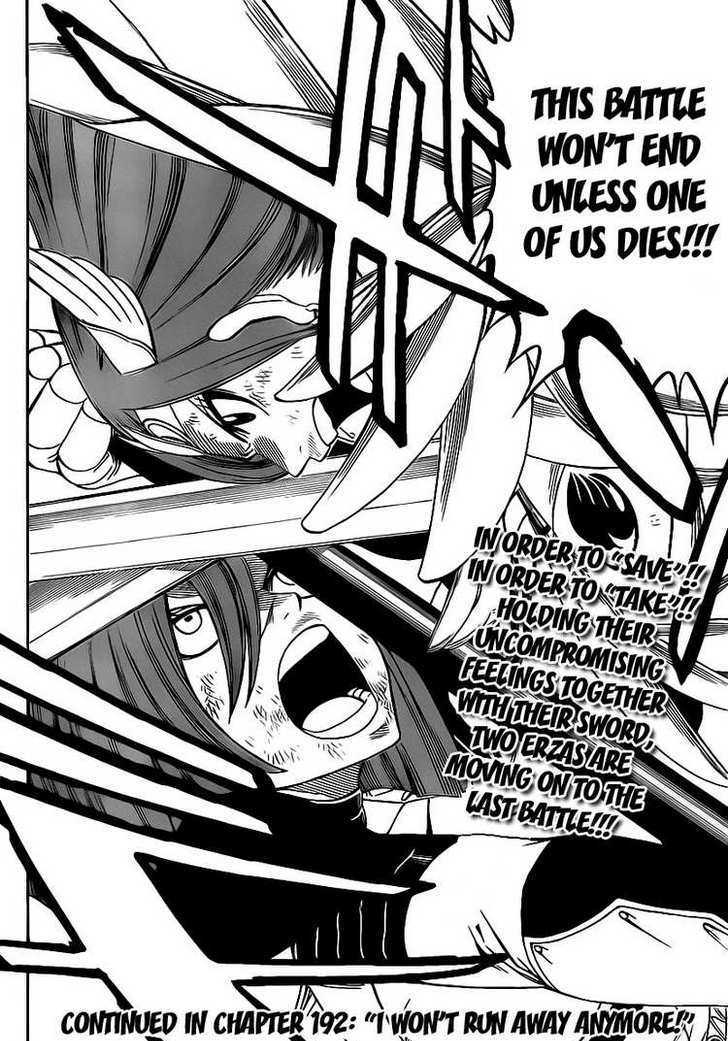 THIS BATTLE
WON'T END
UNLESS ONE
OF US DIES!!!
IN ORDER TO "SAVE"!!
IN ORDER TO "TAKE"!!
HOLDING THEIR
UNCOMPROMISING
FEELINGS TOGETHER
WITH THEIR SWORD,
TWO ERZAS ARE
MOVING ON TO THE
LAST BATTLE!!!
CONTINUED IN CHAPTER 192: "I WON'T RUN AWAY ANYMORE!"